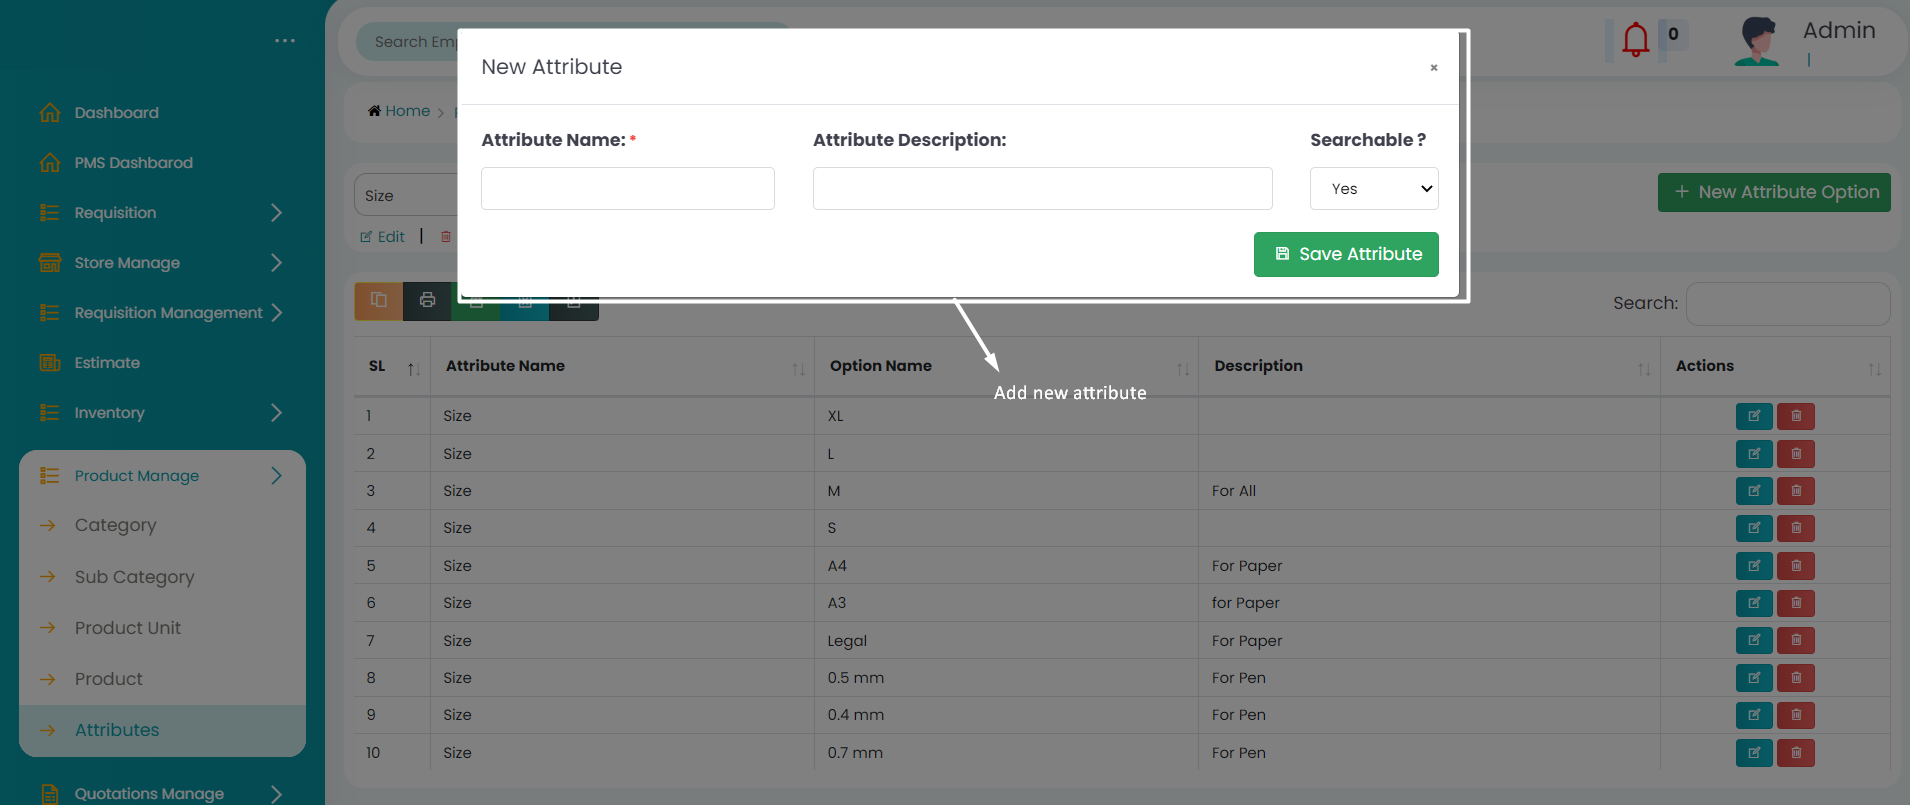 Search Emp
0
Admin
Dashboard
PMS Dashbarod
Requisition
Store Manage
Requisition Management
Estimate
Inventory
Product Manage
Category
Sub Category
Product Unit
Product
Attributes
Quotations Manage
Home
New Attribute
×
Attribute Name: *
Attribute Description:
Searchable ?
Yes
Save Attribute
Size
Edit |
+ New Attribute Option
Search:
Add new attribute
SL Attribute Name Option Name Description Actions
1 Size XL
2 Size L
3 Size M For All
4 Size S
5 Size A4 For Paper
6 Size A3 for Paper
7 Size Legal For Paper
8 Size 0.5 mm For Pen
9 Size 0.4 mm For Pen
10 Size 0.7 mm For Pen